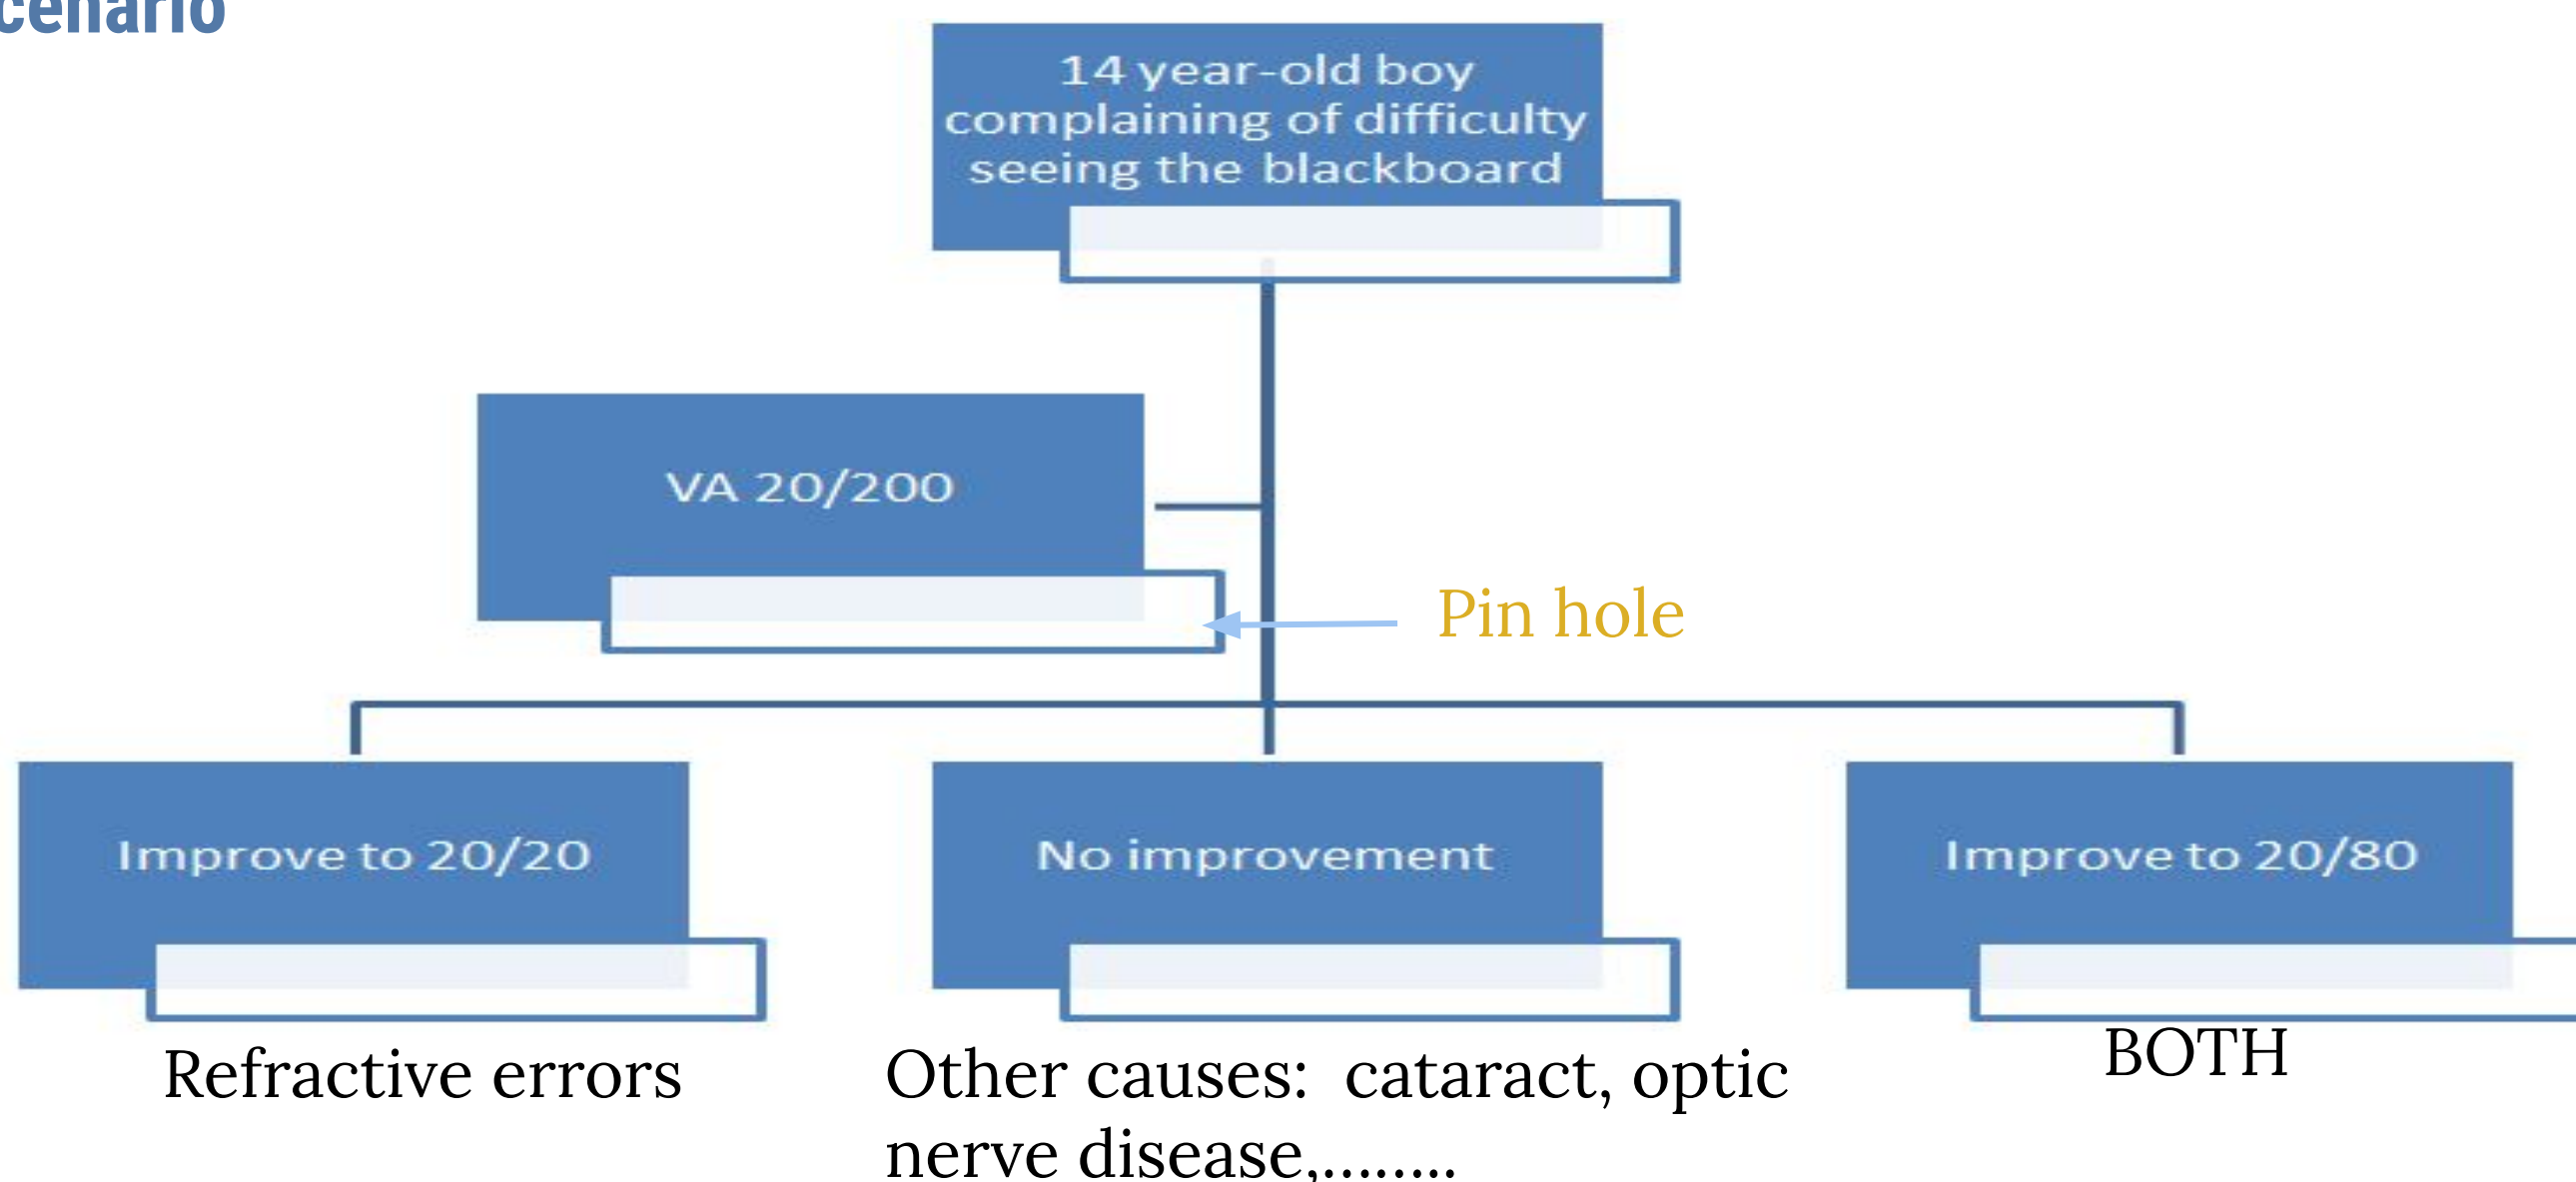 cenario
14 year-old boy
complaining of difficulty
seeing the blackboard
VA 20/200
Pin hole
Improve to 20/20
No improvement
Improve to 20/80
Refractive errors
Other causes:  cataract, optic
nerve disease,........
BOTH